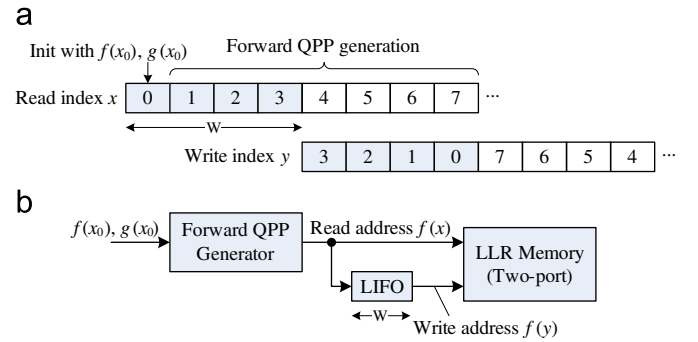 a
Init with f(x₀), g(x₀)
Forward QPP generation
Read index x 0 1 2 3 4 5 6 7 ...
W
Write index y 3 2 1 0 7 6 5 4 ...
b
f(x₀), g(x₀)
Forward QPP
Generator
Read address f(x)
LLR Memory
(Two-port)
LIFO
W
Write address f(y)